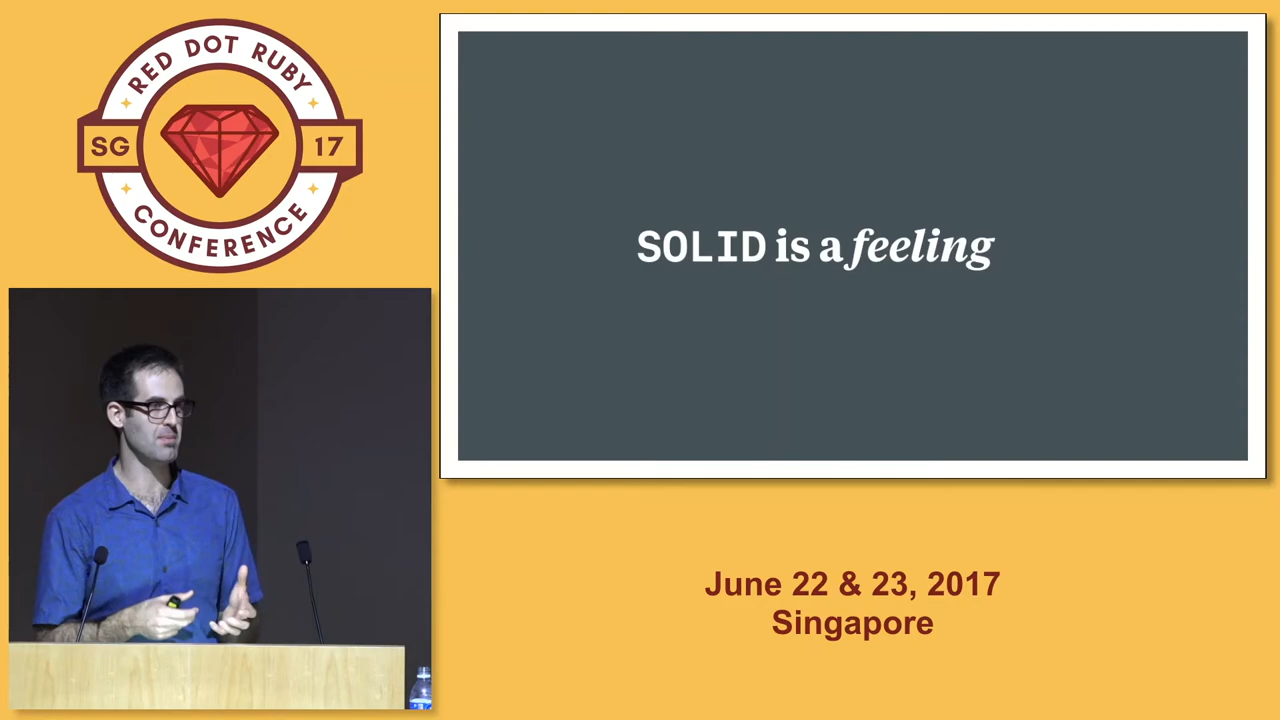 RED DOT RUBY
SG 17
CONFERENCE
SOLID is a feeling
June 22 & 23, 2017
Singapore